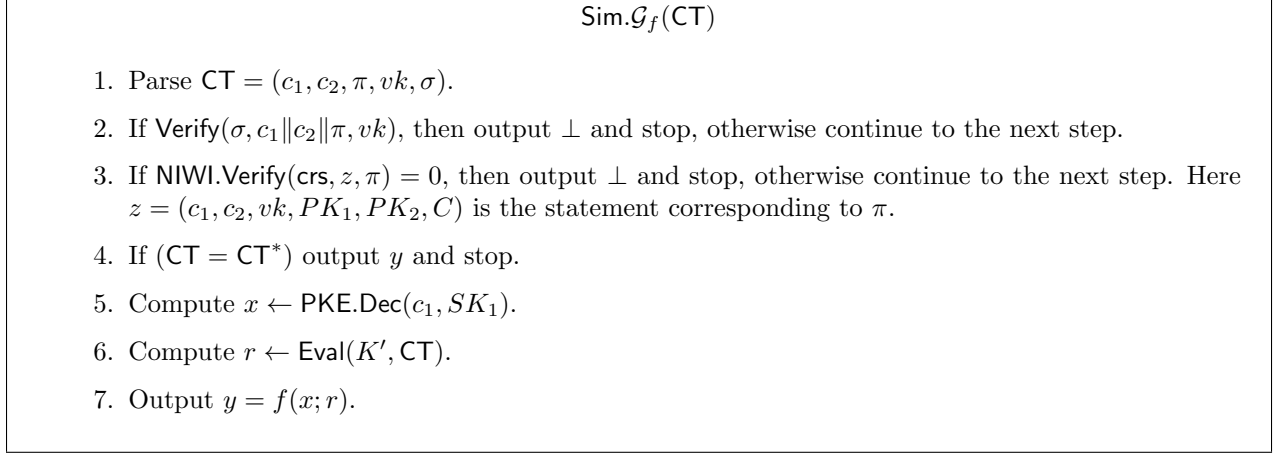 Sim.𝒢_f(CT)
1. Parse CT = (c_1, c_2, π, vk, σ).
2. If Verify(σ, c_1‖c_2‖π, vk), then output ⊥ and stop, otherwise continue to the next step.
3. If NIWI.Verify(crs, z, π) = 0, then output ⊥ and stop, otherwise continue to the next step. Here
z = (c_1, c_2, vk, PK_1, PK_2, C) is the statement corresponding to π.
4. If (CT = CT*) output y and stop.
5. Compute x ← PKE.Dec(c_1, SK_1).
6. Compute r ← Eval(K′, CT).
7. Output y = f(x; r).